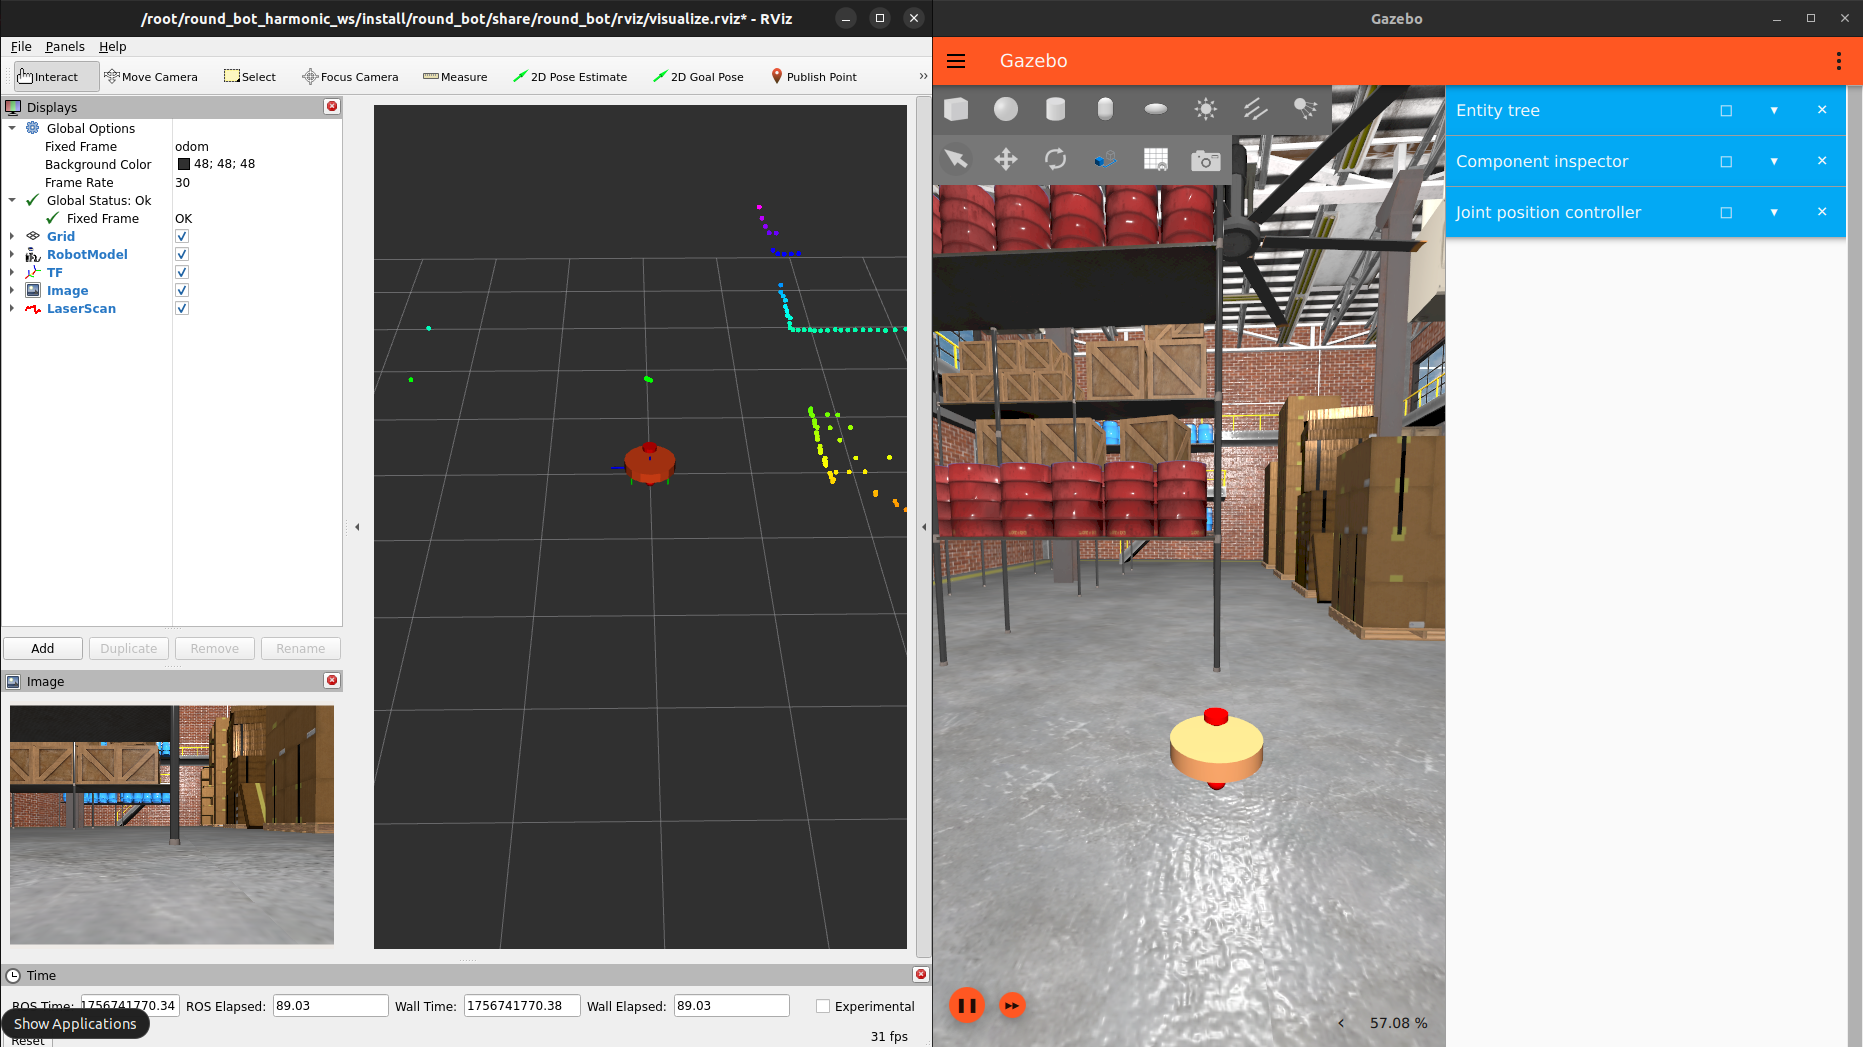 /root/round_bot_harmonic_ws/install/round_bot/share/round_bot/rviz/visualize.rviz* - RViz
File Panels Help
Interact Move Camera Select Focus Camera Measure 2D Pose Estimate 2D Goal Pose Publish Point »
Displays
Global Options
Fixed Frame odom
Background Color 48; 48; 48
Frame Rate 30
Global Status: Ok
Fixed Frame OK
Grid
RobotModel
TF
Image
LaserScan
Add Duplicate Remove Rename
Image
Time
ROS Time: 1756741770.34 ROS Elapsed: 89.03 Wall Time: 1756741770.38 Wall Elapsed: 89.03 Experimental
Show Applications
Reset
31 fps
Gazebo
Gazebo
Entity tree
Component inspector
Joint position controller
57.08 %